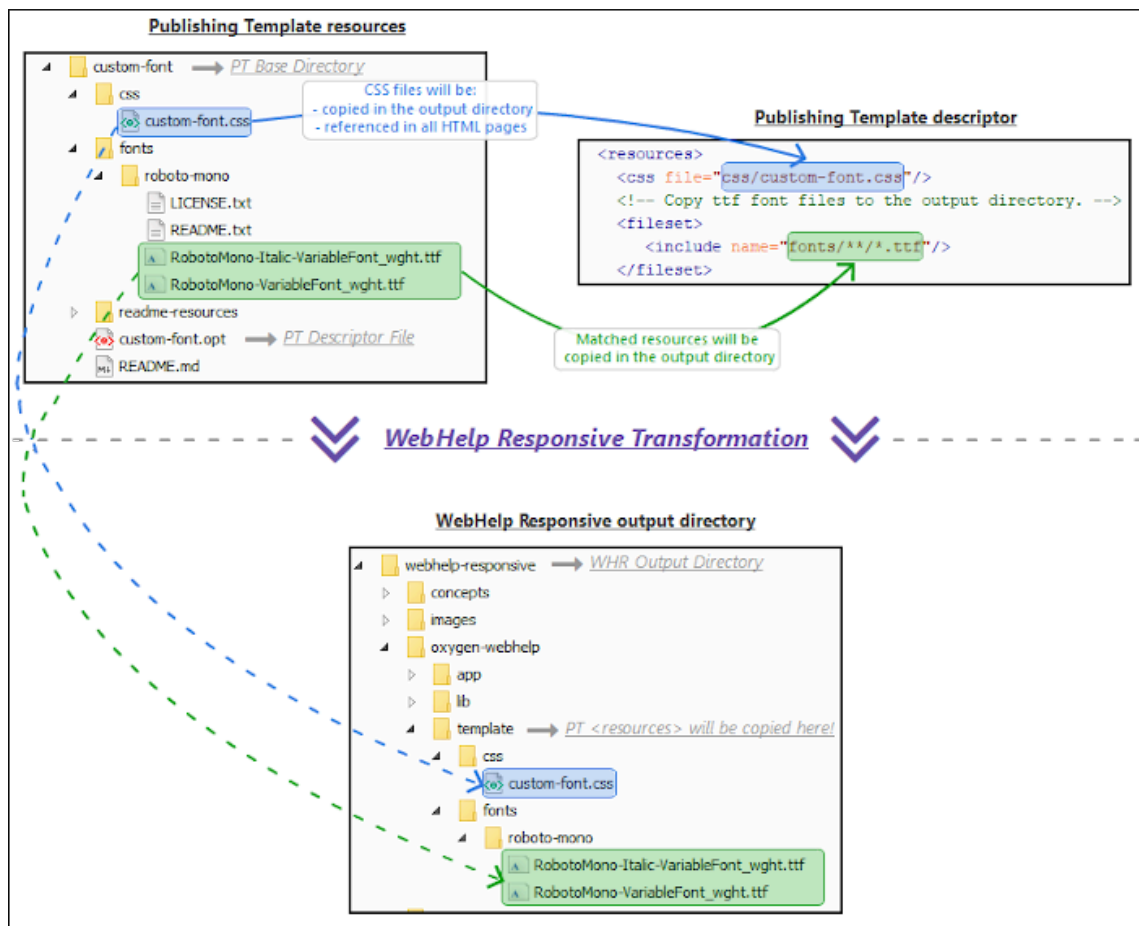 Publishing Template resources
custom-font
PT Base Directory
css
custom-font.css
fonts
roboto-mono
LICENSE.txt
README.txt
RobotoMono-Italic-VariableFont_wght.ttf
RobotoMono-VariableFont_wght.ttf
readme-resources
custom-font.opt
PT Descriptor File
README.md
CSS files will be:
- copied in the output directory
- referenced in all HTML pages
Publishing Template descriptor
<resources>
<css file="css/custom-font.css"/>
<!-- Copy ttf font files to the output directory. -->
<fileset>
<include name="fonts/**/*.ttf"/>
</fileset>
Matched resources will be
copied in the output directory
WebHelp Responsive Transformation
WebHelp Responsive output directory
webhelp-responsive
WHR Output Directory
concepts
images
oxygen-webhelp
app
lib
template
PT <resources> will be copied here!
css
custom-font.css
fonts
roboto-mono
RobotoMono-Italic-VariableFont_wght.ttf
RobotoMono-VariableFont_wght.ttf